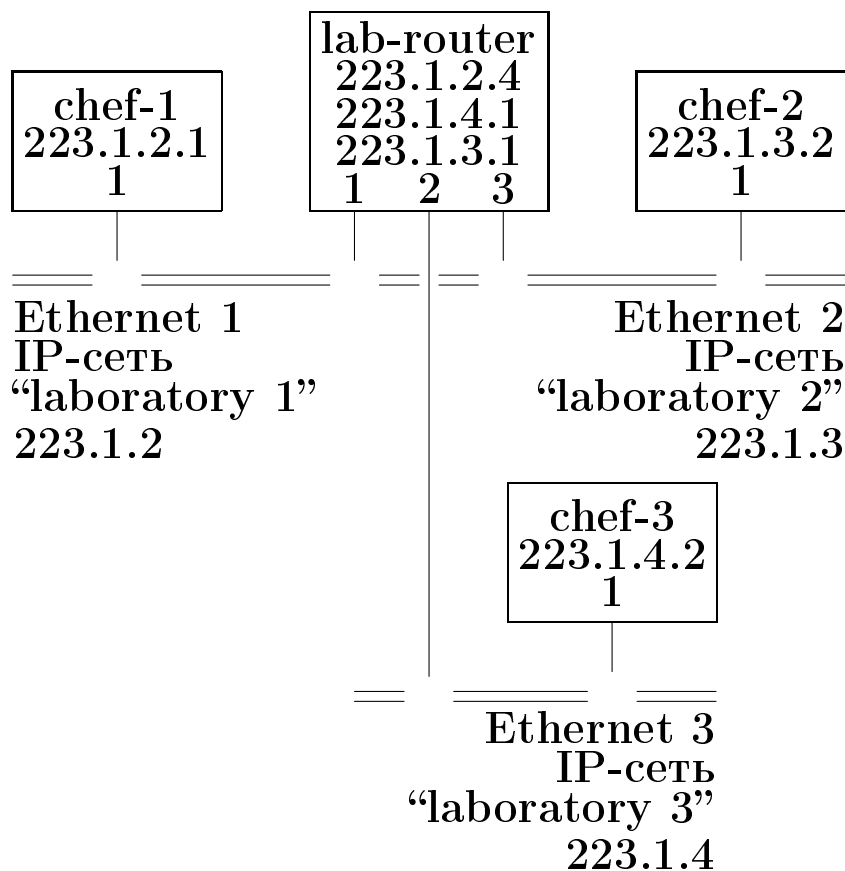 lab-router
223.1.2.4
223.1.4.1
223.1.3.1
1 2 3
chef-1
223.1.2.1
1
chef-2
223.1.3.2
1
Ethernet 1
IP-сеть
“laboratory 1”
223.1.2
Ethernet 2
IP-сеть
“laboratory 2”
223.1.3
chef-3
223.1.4.2
1
Ethernet 3
IP-сеть
“laboratory 3”
223.1.4